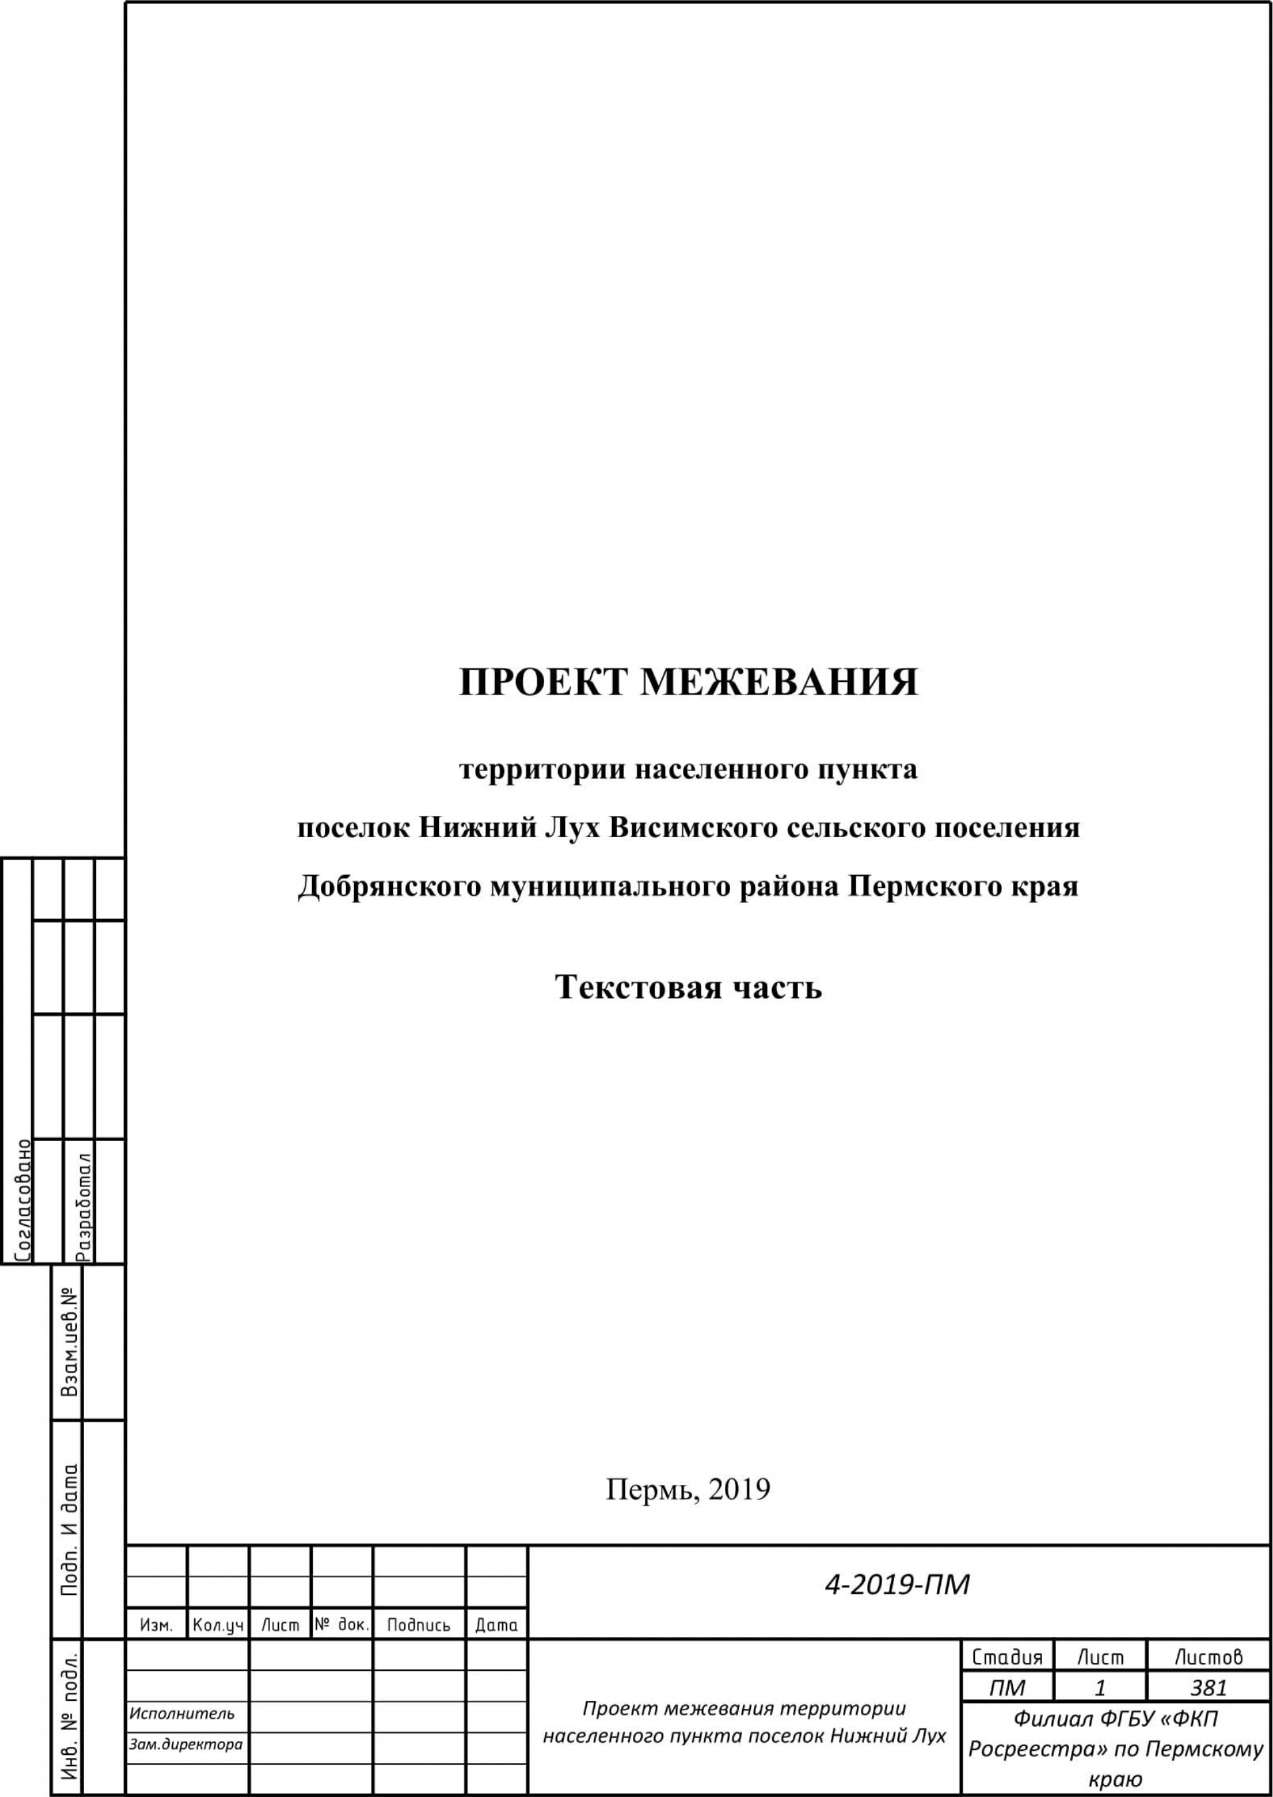 ПРОЕКТ МЕЖЕВАНИЯ
территории населенного пункта
поселок Нижний Лух Висимского сельского поселения
Добрянского муниципального района Пермского края
Текстовая часть
Согласовано
Разработал
Взам.иев.№
Подп. И дата
Инв. № подл.
Пермь, 2019
4-2019-ПМ
Изм. Кол.уч Лист № док. Подпись Дата
Исполнитель
Зам.директора
Проект межевания территории
населенного пункта поселок Нижний Лух
Стадия Лист Листов
ПМ 1 381
Филиал ФГБУ «ФКП
Росреестра» по Пермскому
краю